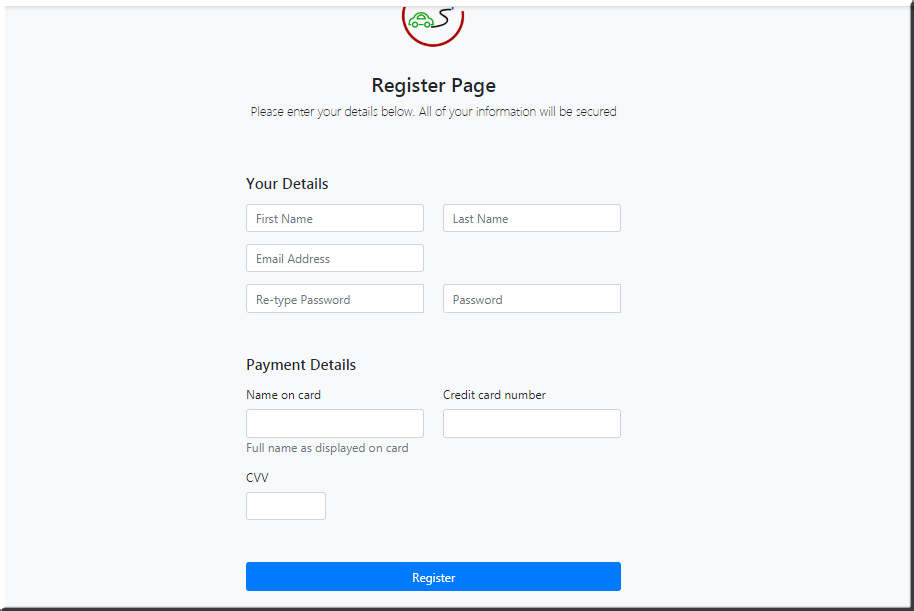 S
Register Page
Please enter your details below. All of your information will be secured
Your Details
First Name Last Name
Email Address
Re-type Password Password
Payment Details
Name on card Credit card number
Full name as displayed on card
CVV
Register